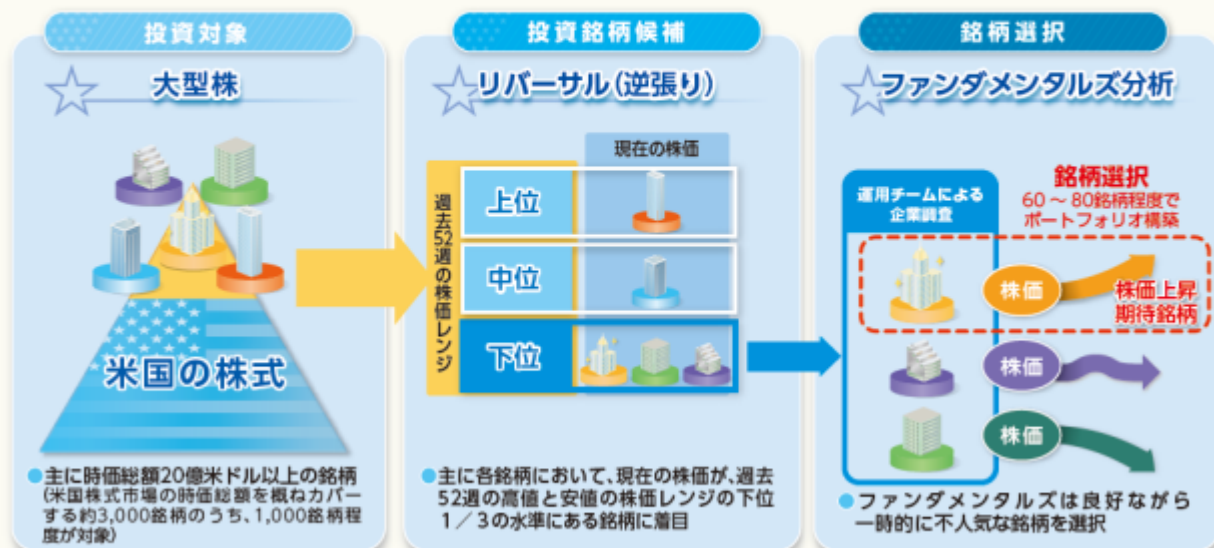 投資対象
大型株
米国の株式
●主に時価総額20億米ドル以上の銘柄
(米国株式市場の時価総額を概ねカバー
する約3,000銘柄のうち、1,000銘柄程
度が対象)
投資銘柄候補
リバーサル(逆張り)
現在の株価
過去52週の株価レンジ
上位
中位
下位
●主に各銘柄において、現在の株価が、過去
52週の高値と安値の株価レンジの下位
1／3の水準にある銘柄に着目
銘柄選択
ファンダメンタルズ分析
運用チームによる
企業調査
銘柄選択
60～80銘柄程度で
ポートフォリオ構築
株価
株価上昇
期待銘柄
株価
株価
●ファンダメンタルズは良好ながら
一時的に不人気な銘柄を選択